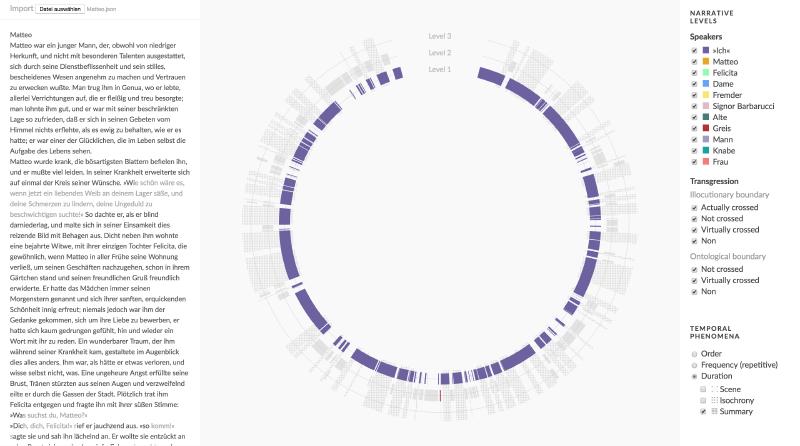 Import Datei auswählen Matteo.json
Matteo
Matteo war ein junger Mann, der, obwohl von niedriger
Herkunft, und nicht mit besonderen Talenten ausgestattet,
sich durch seine Dienstbeflissenheit und sein stilles,
bescheidenes Wesen angenehm zu machen und Vertrauen
zu erwecken wußte. Man trug ihm in Genua, wo er lebte,
allerlei Verrichtungen auf, die er fleißig und treu besorgte;
man lohnte ihm gut, und er war mit seiner beschränkten
Lage so zufrieden, daß er sich in seinen Gebeten vom
Himmel nichts erflehte, als es ewig zu behalten, wie er es
hatte; er war einer der Glücklichen, die im Leben selbst die
Aufgabe des Lebens sehen.
Matteo wurde krank, die bösartigsten Blattern befielen ihn,
und er mußte viel leiden. In seiner Krankheit erweiterte sich
auf einmal der Kreis seiner Wünsche. »Wie schön wäre es,
wenn jetzt ein liebendes Weib an deinem Lager säße, und
deine Schmerzen zu lindern, deine Ungeduld zu
beschwichtigen suchte!« So dachte er, als er blind
darniederlag, und malte sich in seiner Einsamkeit dies
reizende Bild mit Behagen aus. Dicht neben ihm wohnte
eine bejahrte Witwe, mit ihrer einzigen Tochter Felicita, die
gewöhnlich, wenn Matteo in aller Frühe seine Wohnung
verließ, um seinen Geschäften nachzugehen, schon in ihrem
Gärtchen stand und seinen freundlichen Gruß freundlich
erwiderte. Er hatte das Mädchen immer seinen
Morgenstern genannt und sich ihrer sanften, erquickenden
Schönheit innig erfreut; niemals jedoch war ihm der
Gedanke gekommen, sich um ihre Liebe zu bewerben, er
hatte sich kaum gedrungen gefühlt, hin und wieder ein
Wort mit ihr zu reden. Ein wunderbarer Traum, der ihm
während seiner Krankheit kam, gestaltete im Augenblick
dies alles anders. Ihm war, als hätte er etwas verloren, und
wisse selbst nicht, was. Eine ungeheure Angst erfüllte seine
Brust, Tränen stürzten aus seinen Augen und verzweifelnd
eilte er durch die Gassen der Stadt. Plötzlich trat ihm
Felicita entgegen und fragte ihn mit ihrer süßen Stimme:
»Was suchst du, Matteo?«
»Dich, dich, Felicita!« rief er jauchzend aus. »so komm!«
sagte sie und sah ihn lächelnd an. Er wollte sie entzückt an
Level 3
Level 2
Level 1
NARRATIVE
LEVELS
Speakers
»Ich«
Matteo
Felicita
Dame
Fremder
Signor Barbarucci
Alte
Greis
Mann
Knabe
Frau
Transgression
Illocutionary boundary
Actually crossed
Not crossed
Virtually crossed
Non
Ontological boundary
Not crossed
Virtually crossed
Non
TEMPORAL
PHENOMENA
Order
Frequency (repetitive)
Duration
Scene
Isochrony
Summary